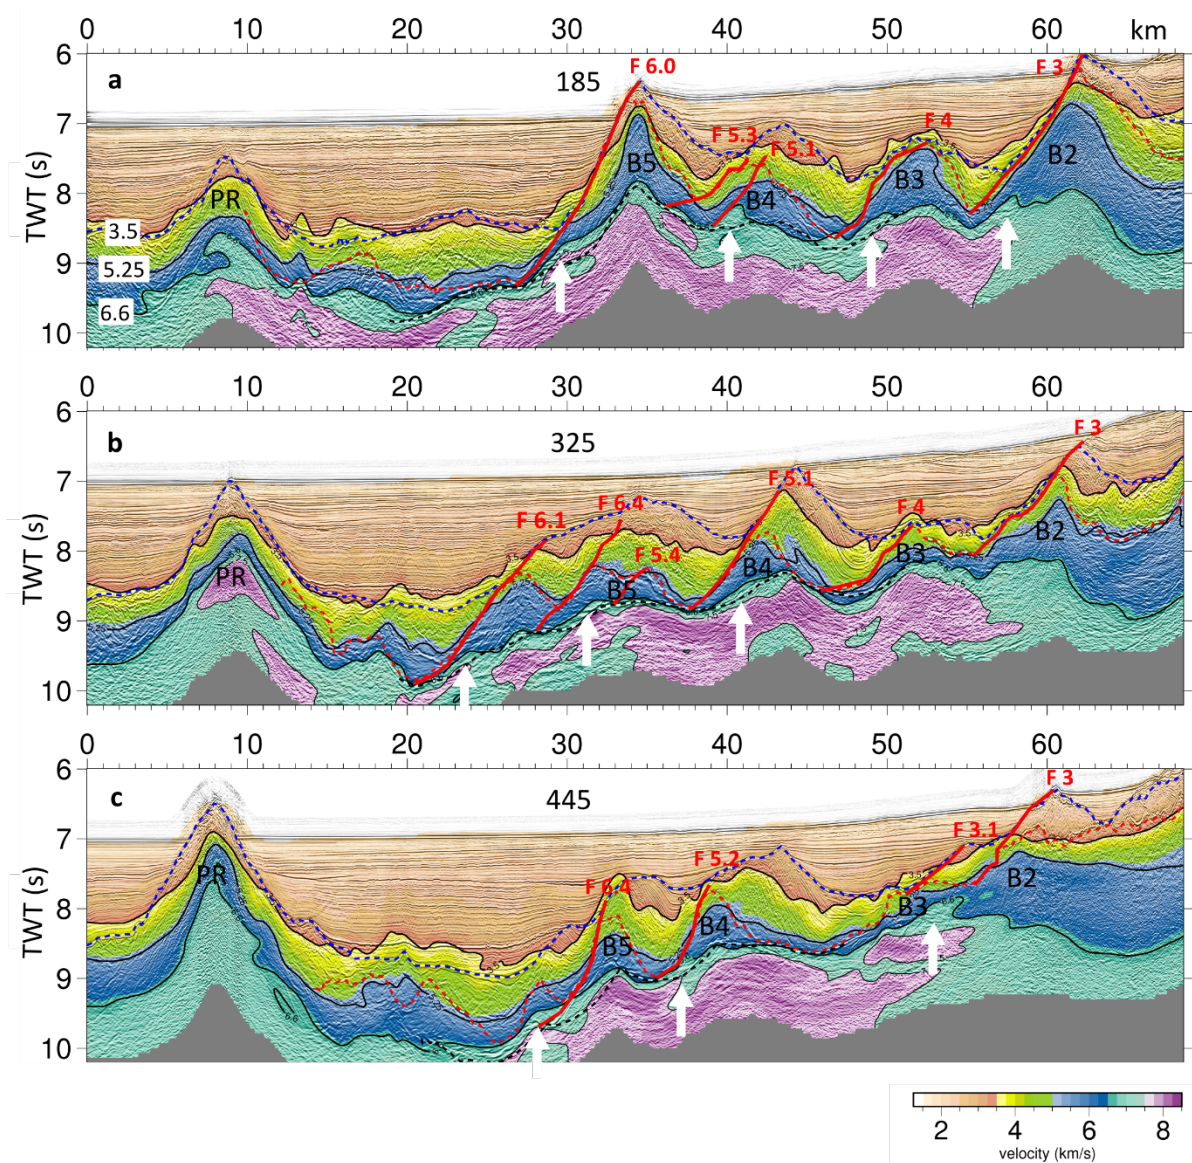 0 10 20 30 40 50 60 km
6
7
8
9
10
TWT (s)
a
185
F 6.0
F 3
F 5.3
F 4
F 5.1
B5
B2
B3
B4
PR
3.5
5.25
6.6
0 10 20 30 40 50 60
6
7
8
9
10
TWT (s)
b
325
F 3
F 5.1
F 6.4
F 6.1
F 4
F 5.4
B2
B3
B4
PR
B5
0 10 20 30 40 50 60
6
7
8
9
10
TWT (s)
c
445
F 3
F 3.1
F 5.2
F 6.4
PR
B2
B3
B4
B5
2 4 6 8
velocity (km/s)